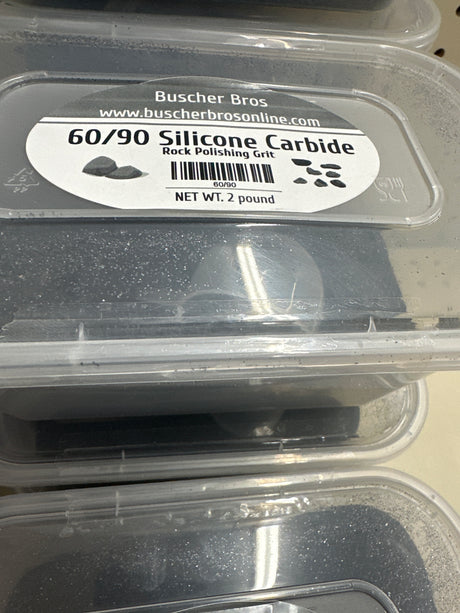 Buscher Bros
www.buscherbrosonline.com
60/90 Silicone Carbide
Rock Polishing Grit
60/90
NET WT. 2 pound